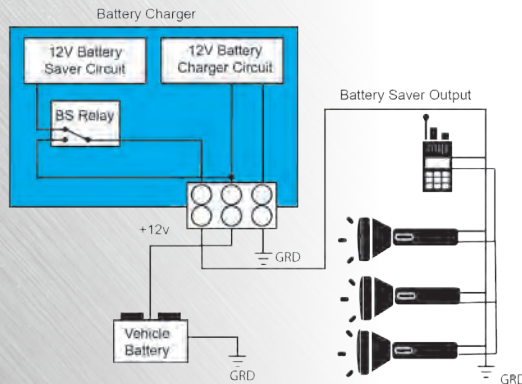 Battery Charger
12V Battery
Saver Circuit
12V Battery
Charger Circuit
BS Relay
Battery Saver Output
+12v
GRD
Vehicle
Battery
GRD
GRD